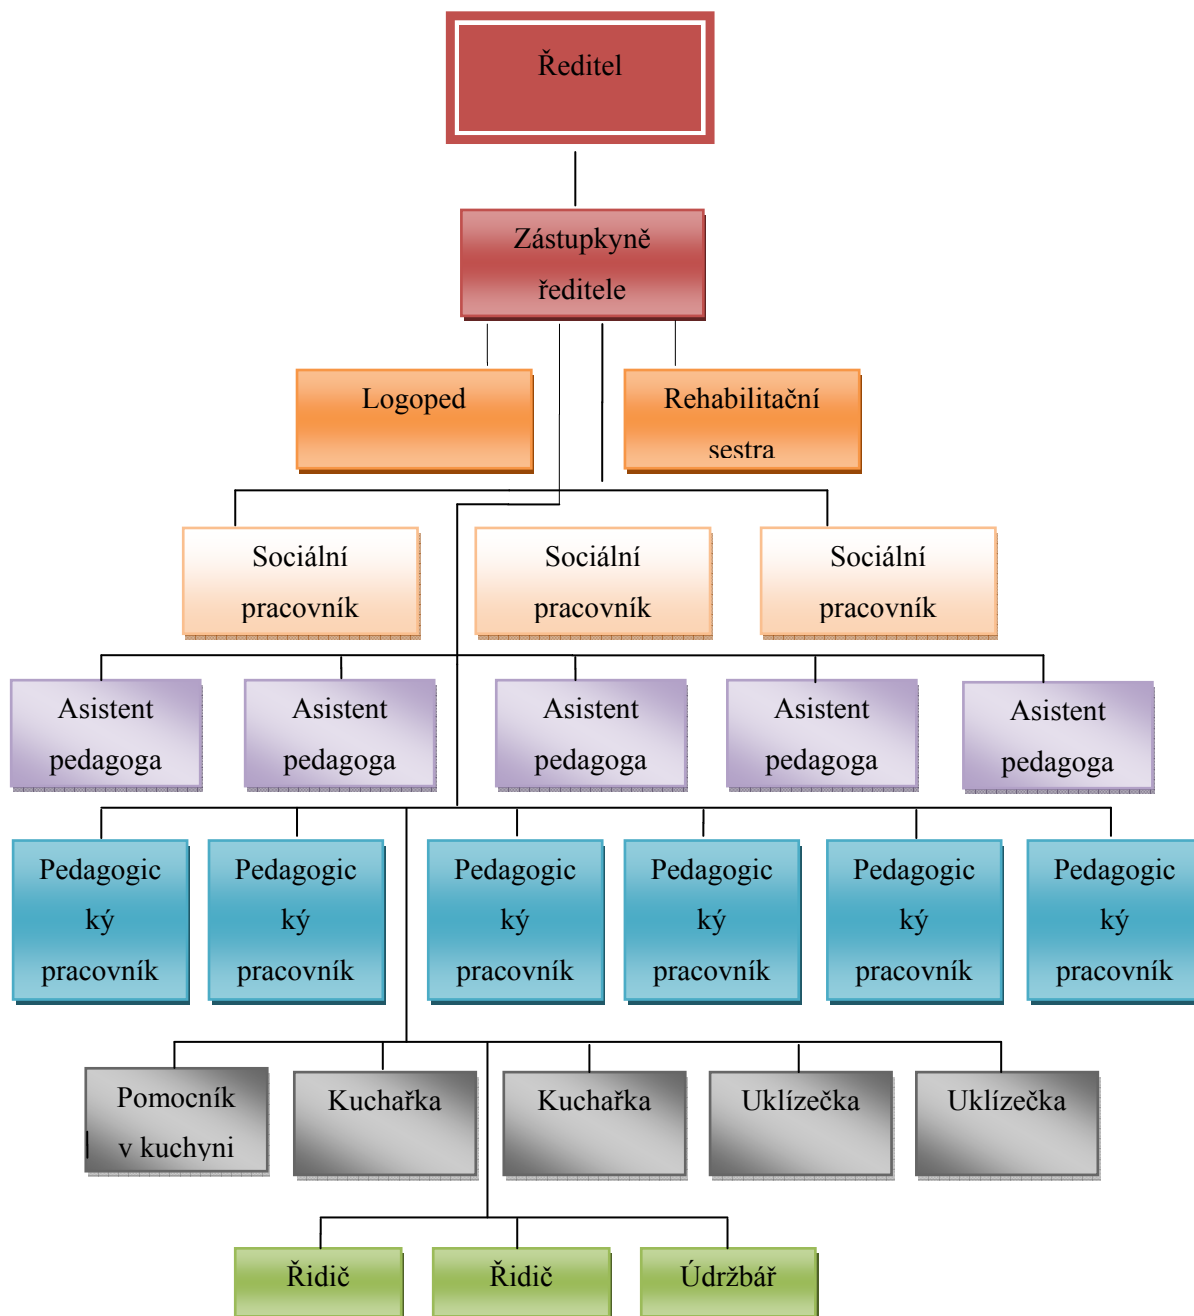 Ředitel
Zástupkyně
ředitele
Logoped
Rehabilitační
sestra
Sociální
pracovník
Sociální
pracovník
Sociální
pracovník
Asistent
pedagoga
Asistent
pedagoga
Asistent
pedagoga
Asistent
pedagoga
Asistent
pedagoga
Pedagogic
ký
pracovník
Pedagogic
ký
pracovník
Pedagogic
ký
pracovník
Pedagogic
ký
pracovník
Pedagogic
ký
pracovník
Pedagogic
ký
pracovník
Pomocník
v kuchyni
Kuchařka
Kuchařka
Uklízečka
Uklízečka
Řidič
Řidič
Údržbář